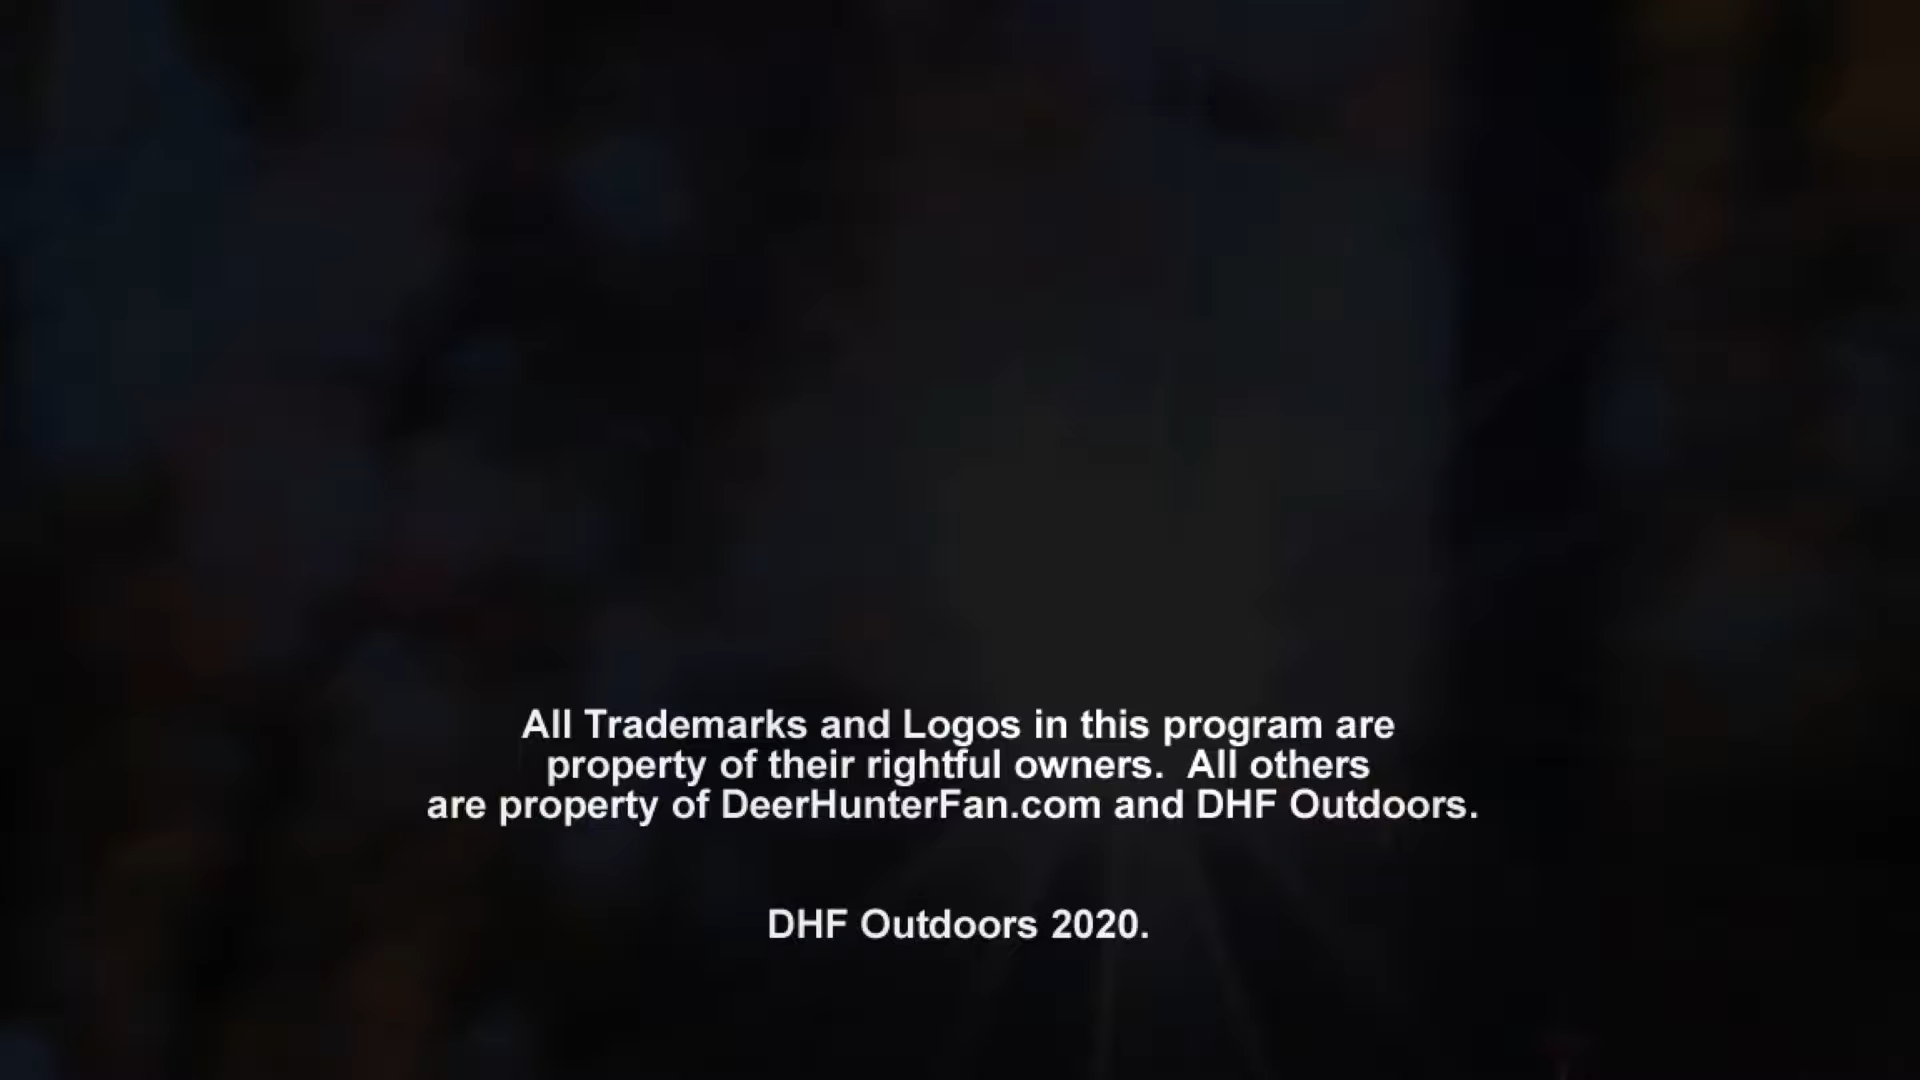 All Trademarks and Logos in this program are
property of their rightful owners.  All others
are property of DeerHunterFan.com and DHF Outdoors.
DHF Outdoors 2020.